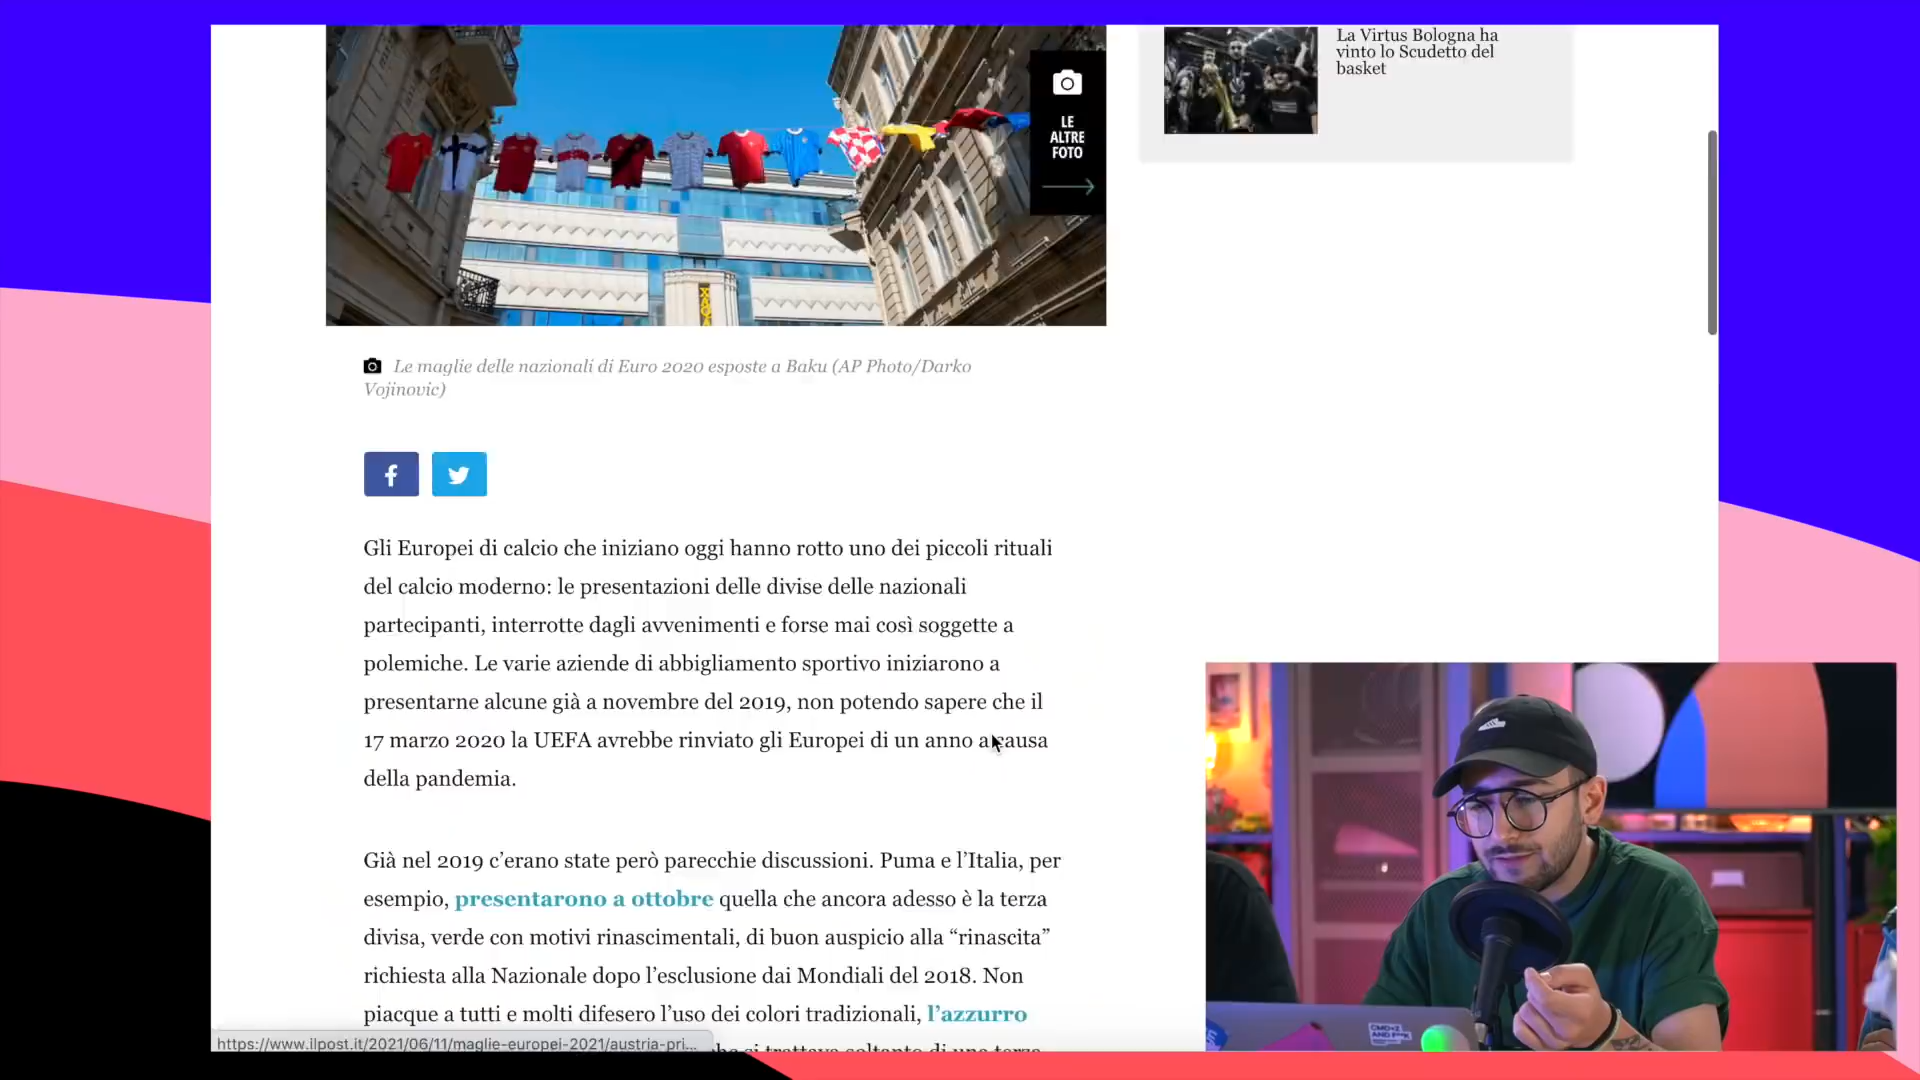 La Virtus Bologna ha
vinto lo Scudetto del
basket
LE
ALTRE
FOTO
Le maglie delle nazionali di Euro 2020 esposte a Baku (AP Photo/Darko
Vojinovic)
Gli Europei di calcio che iniziano oggi hanno rotto uno dei piccoli rituali
del calcio moderno: le presentazioni delle divise delle nazionali
partecipanti, interrotte dagli avvenimenti e forse mai così soggette a
polemiche. Le varie aziende di abbigliamento sportivo iniziarono a
presentarne alcune già a novembre del 2019, non potendo sapere che il
17 marzo 2020 la UEFA avrebbe rinviato gli Europei di un anno a causa
della pandemia.
Già nel 2019 c’erano state però parecchie discussioni. Puma e l’Italia, per
esempio, presentarono a ottobre quella che ancora adesso è la terza
divisa, verde con motivi rinascimentali, di buon auspicio alla “rinascita”
richiesta alla Nazionale dopo l’esclusione dai Mondiali del 2018. Non
piacque a tutti e molti difesero l’uso dei colori tradizionali, l’azzurro
si trattava soltanto di una terza
https://www.ilpost.it/2021/06/11/maglie-europei-2021/austria-pri...
CMD+Z